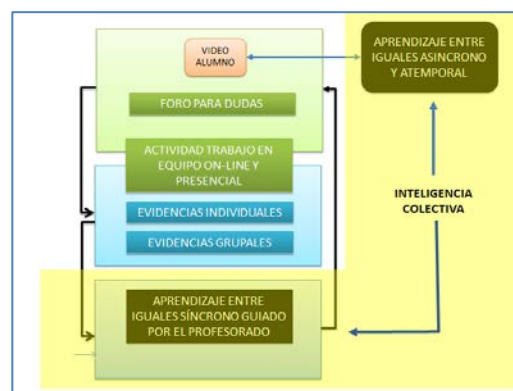 VIDEO
ALUMNO
APRENDIZAJE ENTRE
IGUALES ASINCRONO
Y ATEMPORAL
FORO PARA DUDAS
ACTIVIDAD TRABAJO EN
EQUIPO ON-LINE Y
PRESENCIAL
INTELIGENCIA
COLECTIVA
EVIDENCIAS INDIVIDUALES
EVIDENCIAS GRUPALES
APRENDIZAJE ENTRE
IGUALES SÍNCRONO GUIADO
POR EL PROFESORADO